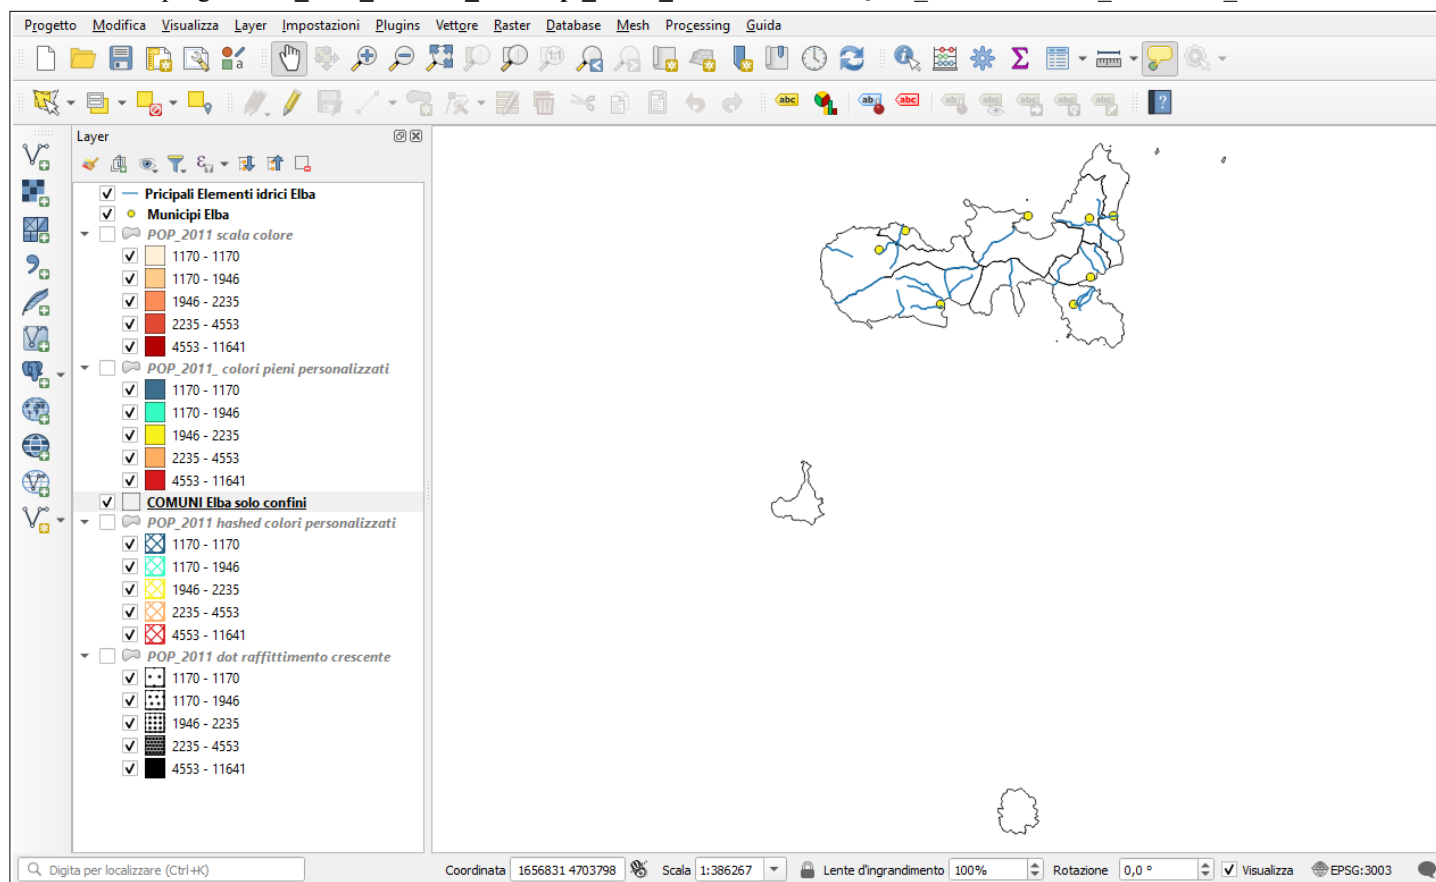 Progetto Modifica Visualizza Layer Impostazioni Plugins Vettore Raster Database Mesh Processing Guida
Layer
Pricipali Elementi idrici Elba
Municipi Elba
POP_2011 scala colore
1170 - 1170
1170 - 1946
1946 - 2235
2235 - 4553
4553 - 11641
POP_2011_ colori pieni personalizzati
1170 - 1170
1170 - 1946
1946 - 2235
2235 - 4553
4553 - 11641
COMUNI Elba solo confini
POP_2011 hashed colori personalizzati
1170 - 1170
1170 - 1946
1946 - 2235
2235 - 4553
4553 - 11641
POP_2011 dot raffittimento crescente
1170 - 1170
1170 - 1946
1946 - 2235
2235 - 4553
4553 - 11641
Digita per localizzare (Ctrl+K) Coordinata 1656831 4703798 Scala 1:386267 Lente d'ingrandimento 100% Rotazione 0,0 ° Visualizza EPSG:3003